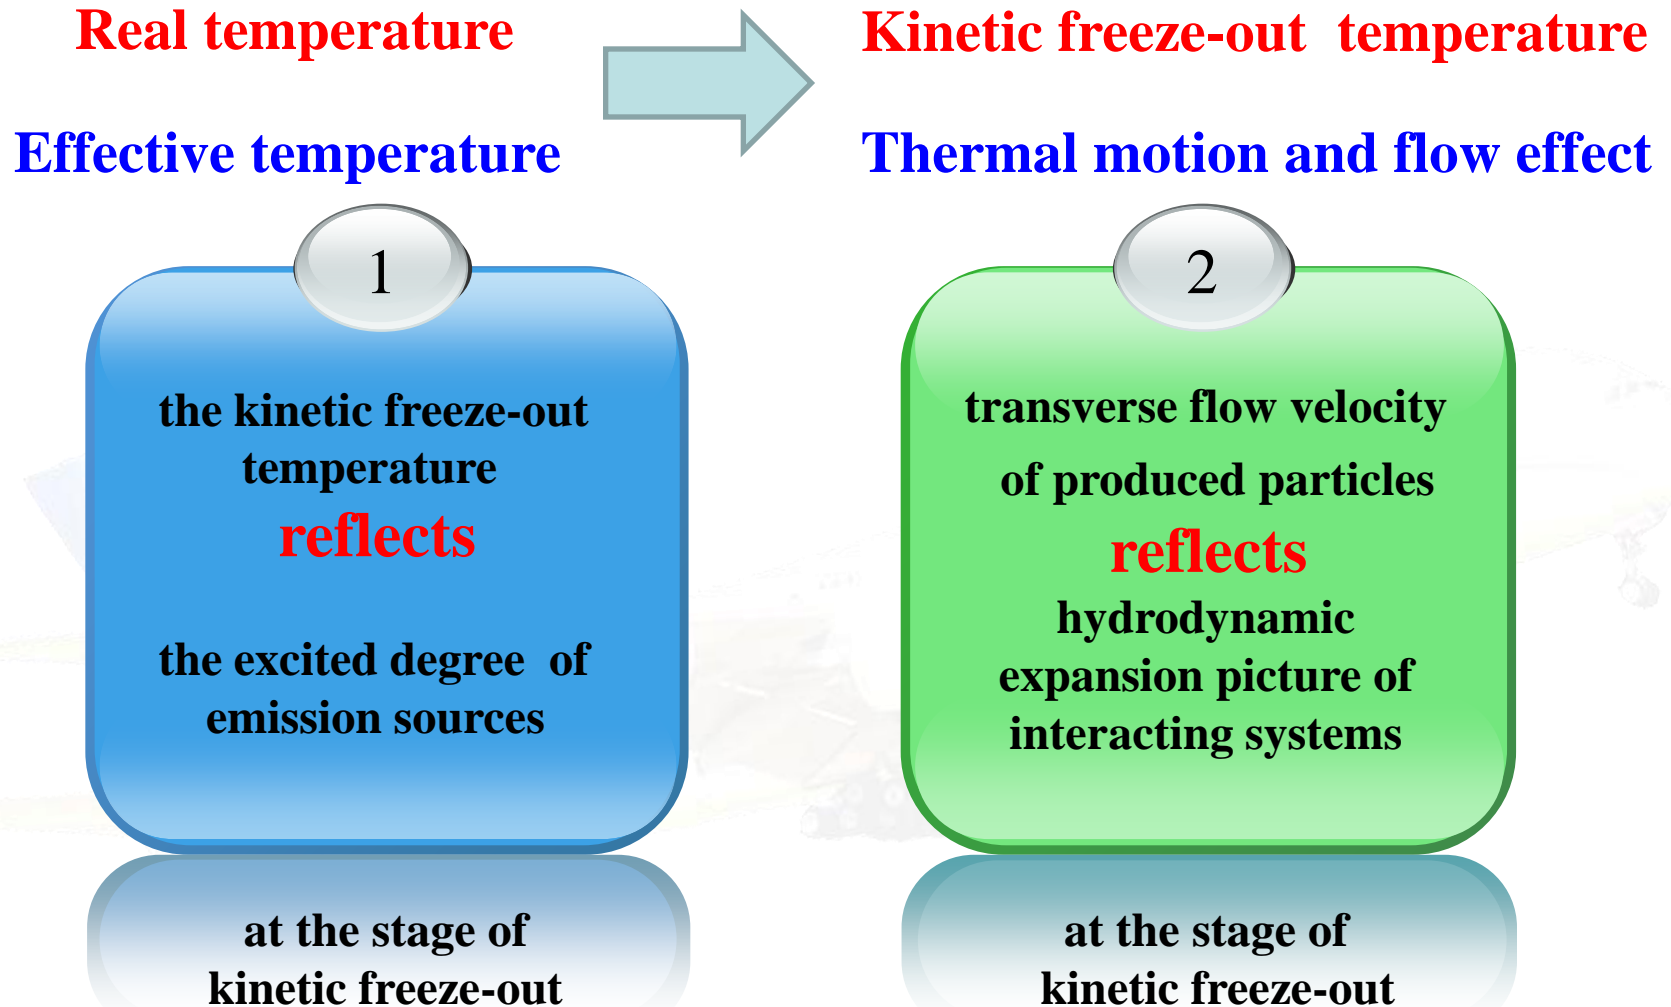 Real temperature
Kinetic freeze-out temperature
Effective temperature
Thermal motion and flow effect
1
the kinetic freeze-out
temperature
reflects
the excited degree of
emission sources
at the stage of
kinetic freeze-out
2
transverse flow velocity
of produced particles
reflects
hydrodynamic
expansion picture of
interacting systems
at the stage of
kinetic freeze-out